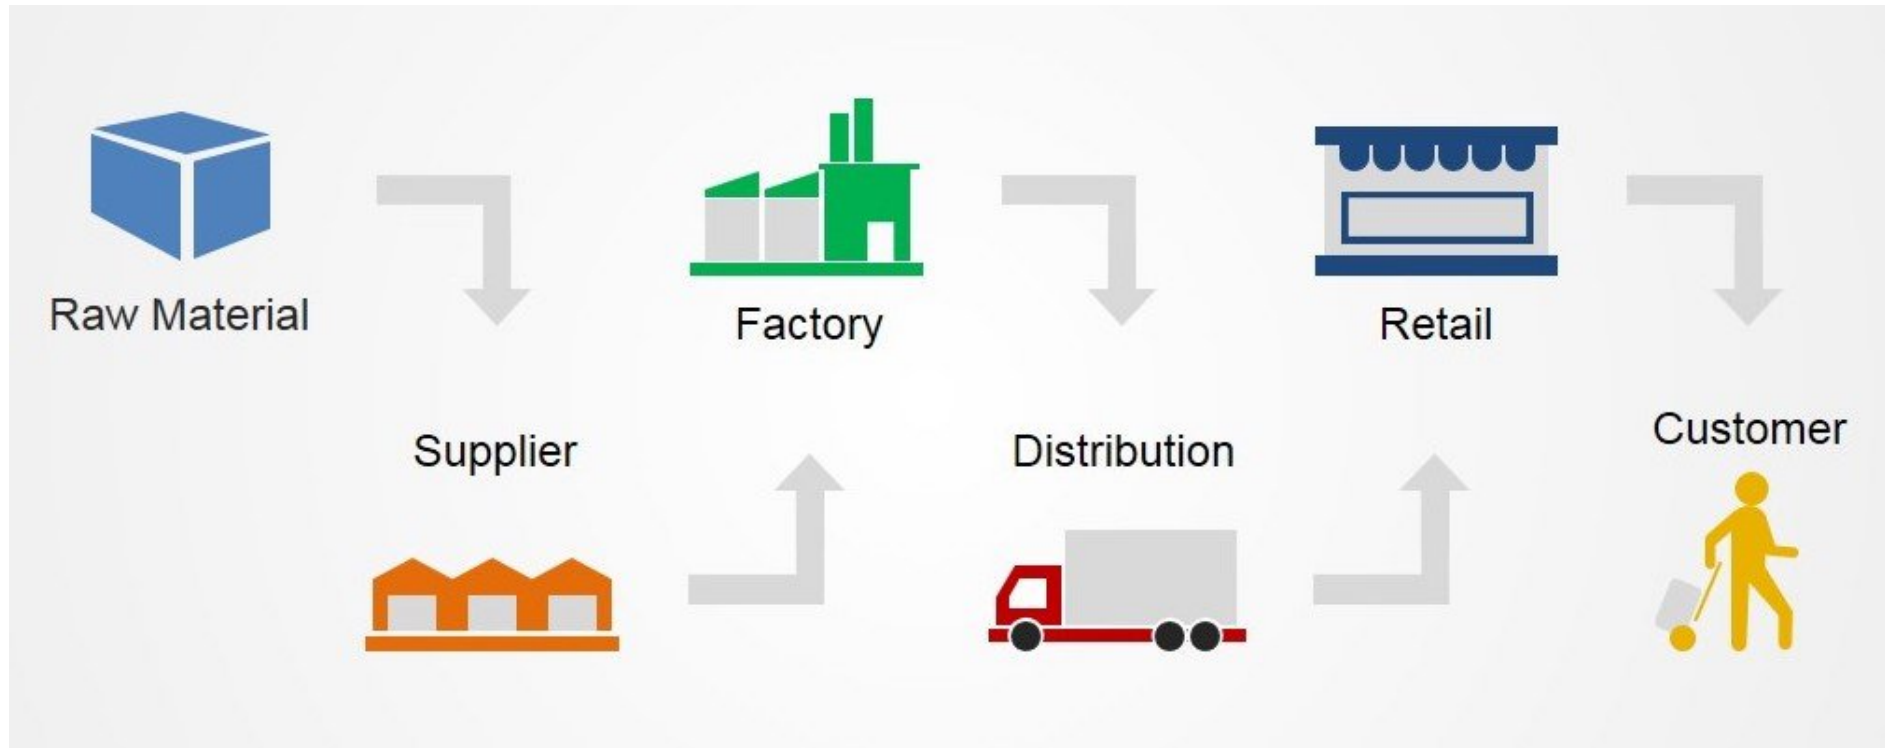 Raw Material
Supplier
Factory
Distribution
Retail
Customer